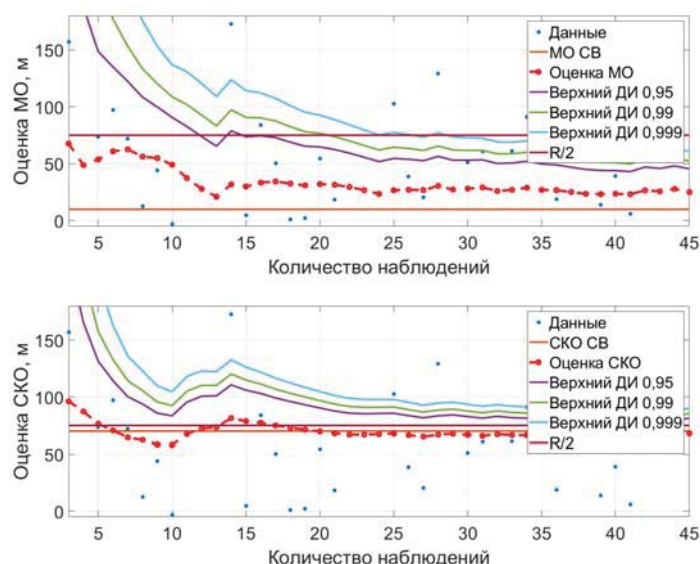 150
100
50
0
Оценка МО, м
5
10
15
20
25
30
35
40
45
Количество наблюдений
Данные
МО СВ
Оценка МО
Верхний ДИ 0,95
Верхний ДИ 0,99
Верхний ДИ 0,999
R/2
150
100
50
0
Оценка СКО, м
5
10
15
20
25
30
35
40
45
Количество наблюдений
Данные
СКО СВ
Оценка СКО
Верхний ДИ 0,95
Верхний ДИ 0,99
Верхний ДИ 0,999
R/2